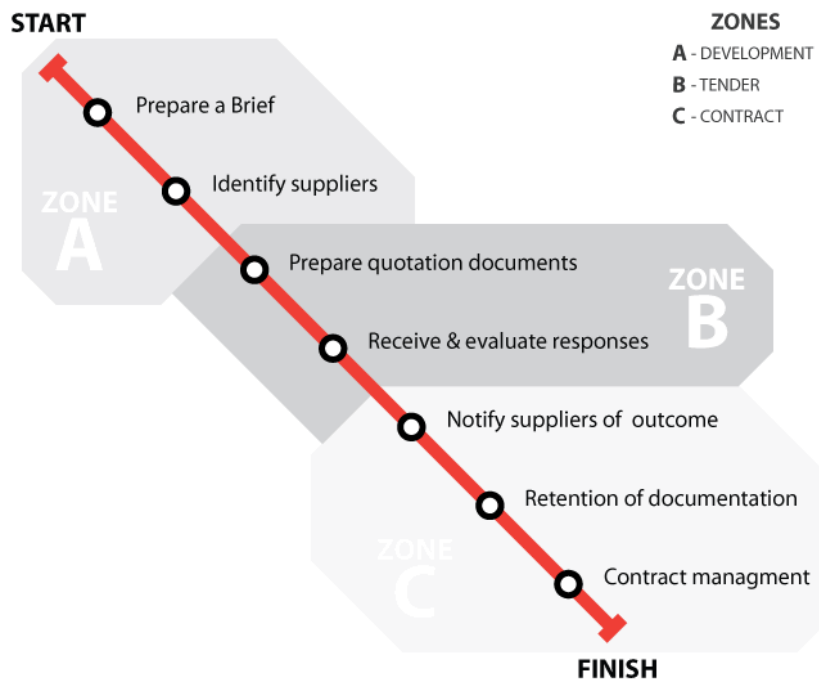 START
ZONES
A - DEVELOPMENT
B - TENDER
C - CONTRACT
Prepare a Brief
Identify suppliers
ZONE
A
Prepare quotation documents
ZONE
B
Receive & evaluate responses
Notify suppliers of outcome
Retention of documentation
ZONE
C
Contract managment
FINISH